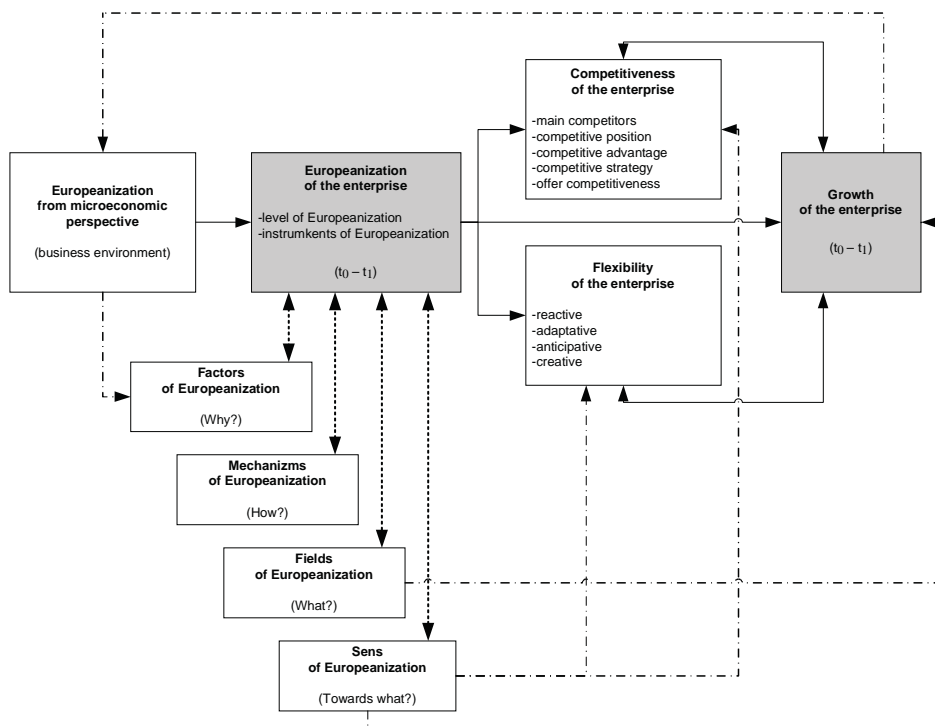 Competitiveness
of the enterprise
-main competitors
-competitive position
-competitive advantage
-competitive strategy
-offer competitiveness
Europeanization
from microeconomic
perspective
(business environment)
Europeanization
of the enterprise
-level of Europeanization
-instrumkents of Europeanization
(t0 – t1)
Growth
of the enterprise
(t0 – t1)
Flexibility
of the enterprise
-reactive
-adaptative
-anticipative
-creative
Factors
of Europeanization
(Why?)
Mechanizms
of Europeanization
(How?)
Fields
of Europeanization
(What?)
Sens
of Europeanization
(Towards what?)